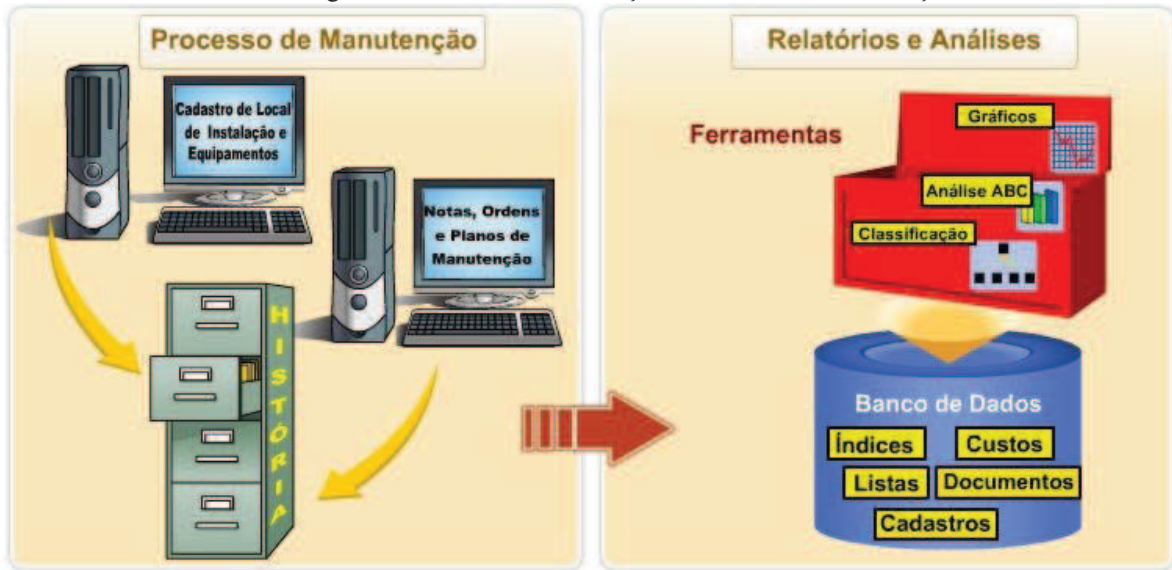 Processo de Manutenção
Cadastro de Local
de Instalação e
Equipamentos
Notas, Ordens
e Planos de
Manutenção
HISTÓRIA
Relatórios e Análises
Ferramentas
Gráficos
Análise ABC
Classificação
Banco de Dados
Índices
Custos
Listas
Documentos
Cadastros